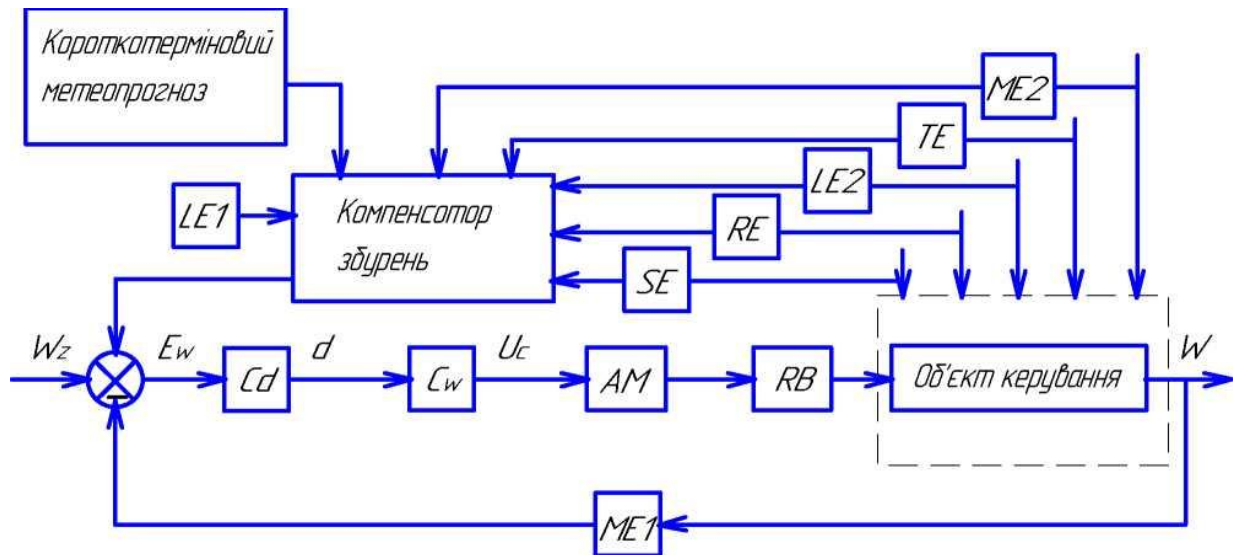 Короткотерміновий
метеопрогноз
ME2
TE
LE2
LE1
Компенсотор
збурень
RE
SE
Wz
Ew
Cd
d
Cw
Uc
AM
RB
Об'єкт керування
W
ME1